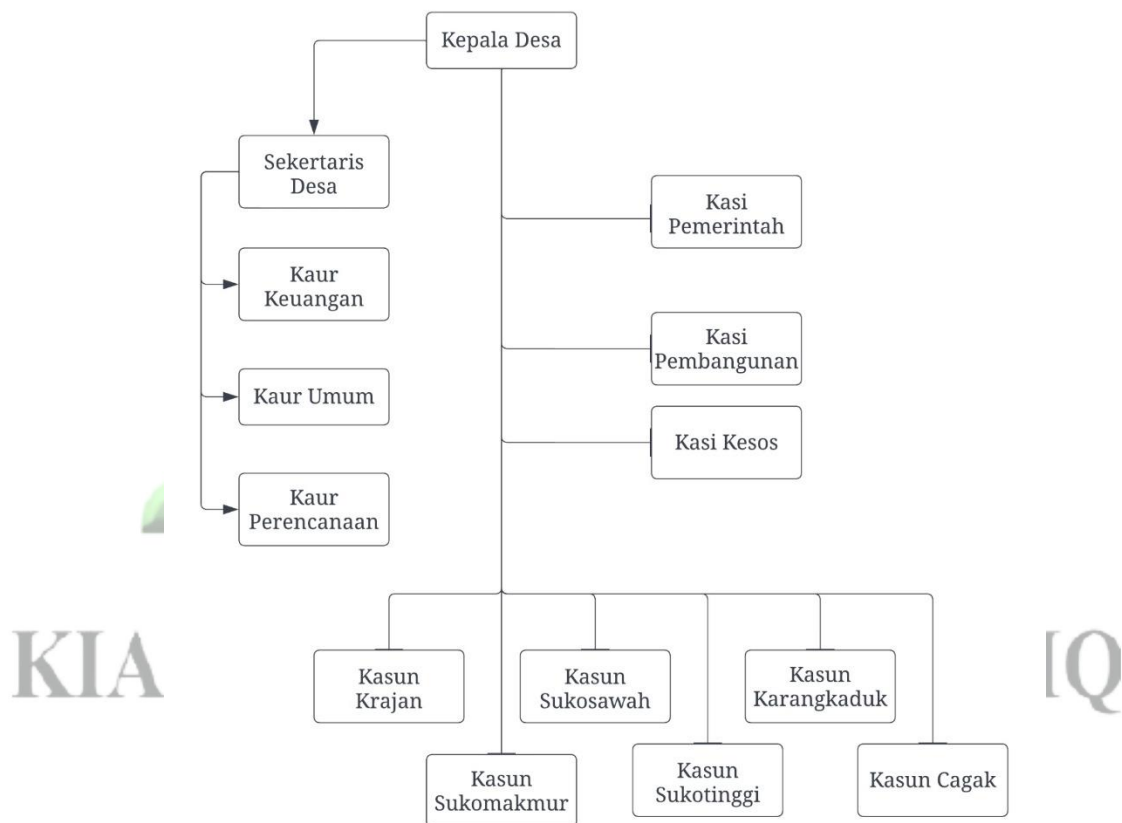 Kepala Desa
Sekertaris
Desa
Kasi
Pemerintah
Kaur
Keuangan
Kasi
Pembangunan
Kaur Umum
Kasi Kesos
Kaur
Perencanaan
KIA
IQ
Kasun
Krajan
Kasun
Sukosawah
Kasun
Karangkaduk
Kasun
Sukomakmur
Kasun
Sukotinggi
Kasun Cagak